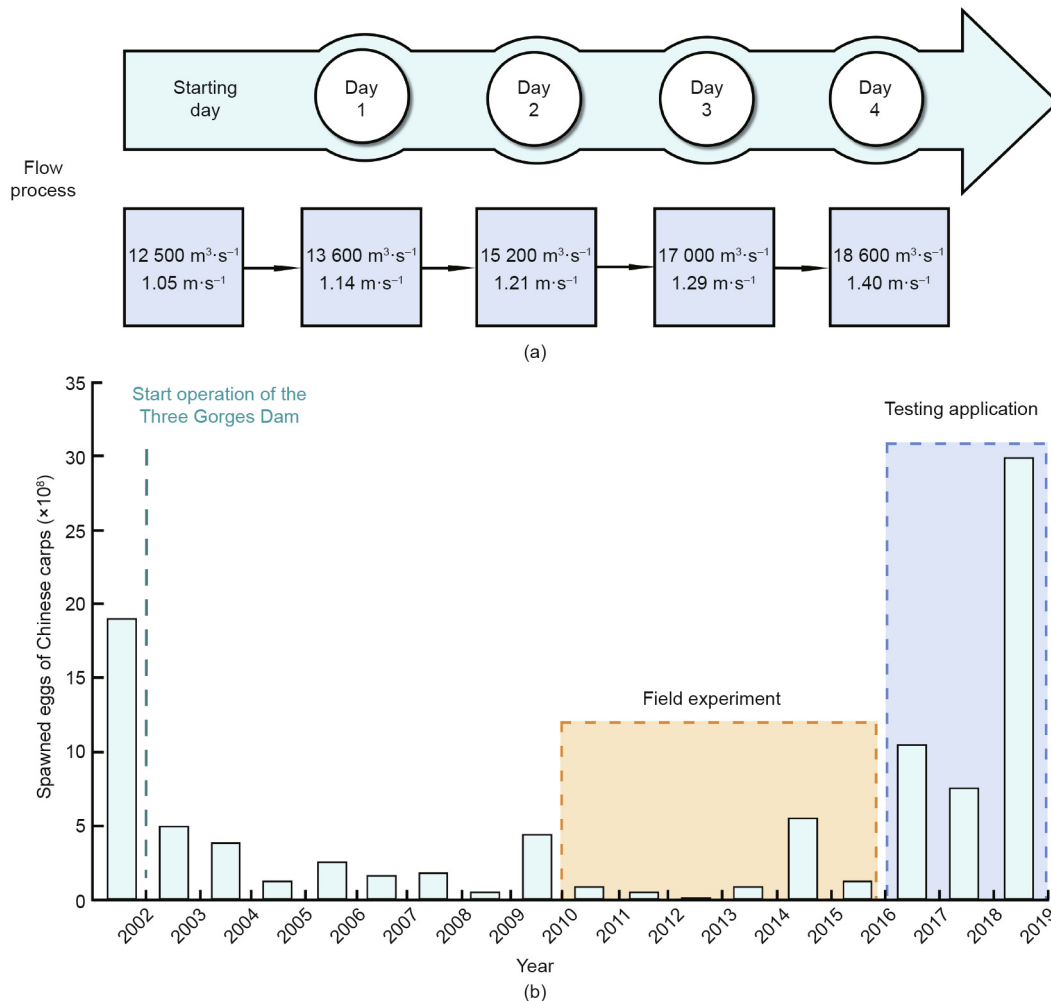 Starting
day
Day
1
Day
2
Day
3
Day
4
Flow
process
12 500 m³·s⁻¹
1.05 m·s⁻¹
13 600 m³·s⁻¹
1.14 m·s⁻¹
15 200 m³·s⁻¹
1.21 m·s⁻¹
17 000 m³·s⁻¹
1.29 m·s⁻¹
18 600 m³·s⁻¹
1.40 m·s⁻¹
(a)
Spawned eggs of Chinese carps (×10⁸)
35
30
25
20
15
10
5
0
Start operation of the
Three Gorges Dam
Field experiment
Testing application
2002
2003
2004
2005
2006
2007
2008
2009
2010
2011
2012
2013
2014
2015
2016
2017
2018
2019
Year
(b)